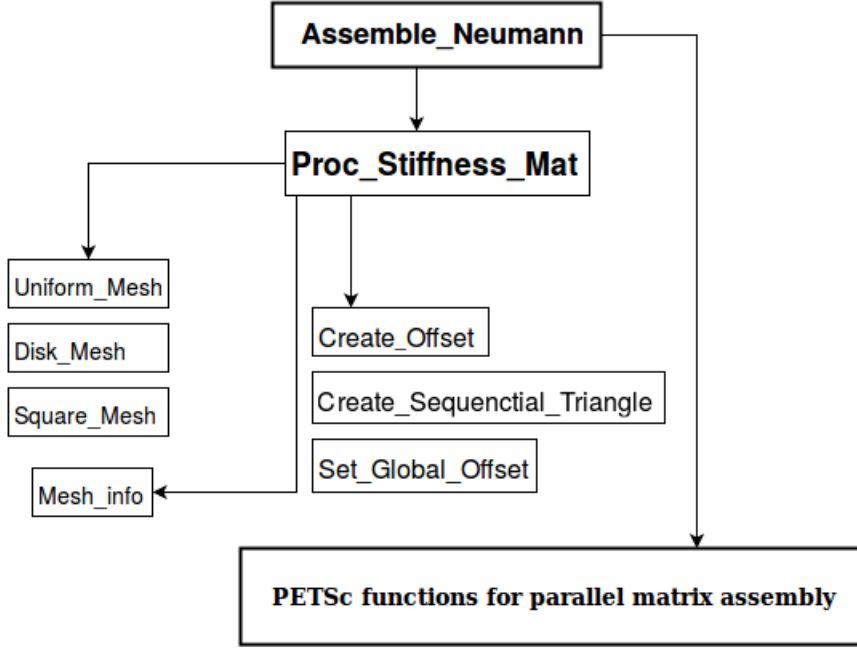 Assemble_Neumann
Proc_Stiffness_Mat
Uniform_Mesh
Disk_Mesh
Square_Mesh
Mesh_info
Create_Offset
Create_Sequenctial_Triangle
Set_Global_Offset
PETSc functions for parallel matrix assembly